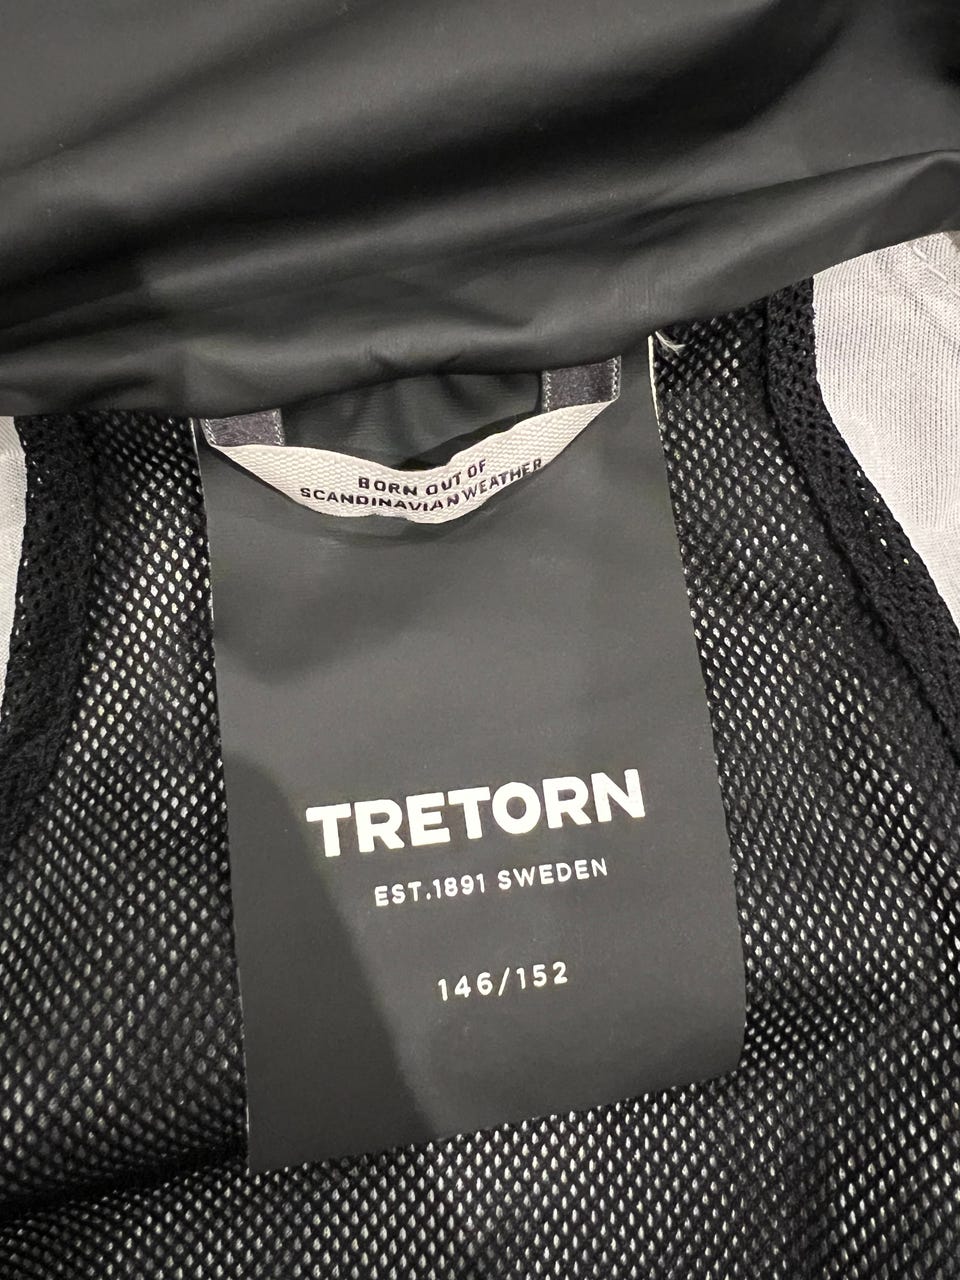 BORN OUT OF
SCANDINAVIAN WEATHER
TRETORN
EST.1891 SWEDEN
146/152